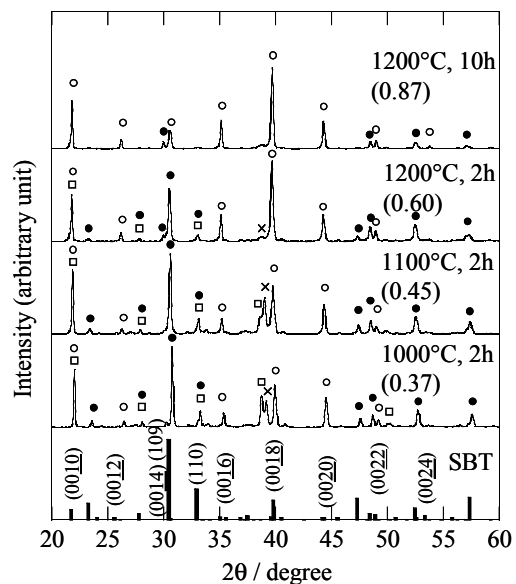 1200°C, 10h
(0.87)
1200°C, 2h
(0.60)
1100°C, 2h
(0.45)
1000°C, 2h
(0.37)
SBT
(0010)
(0012)
(0014)
(109)
(110)
(0016)
(0018)
(0020)
(0022)
(0024)
20 25 30 35 40 45 50 55 60
2θ / degree
Intensity (arbitrary unit)